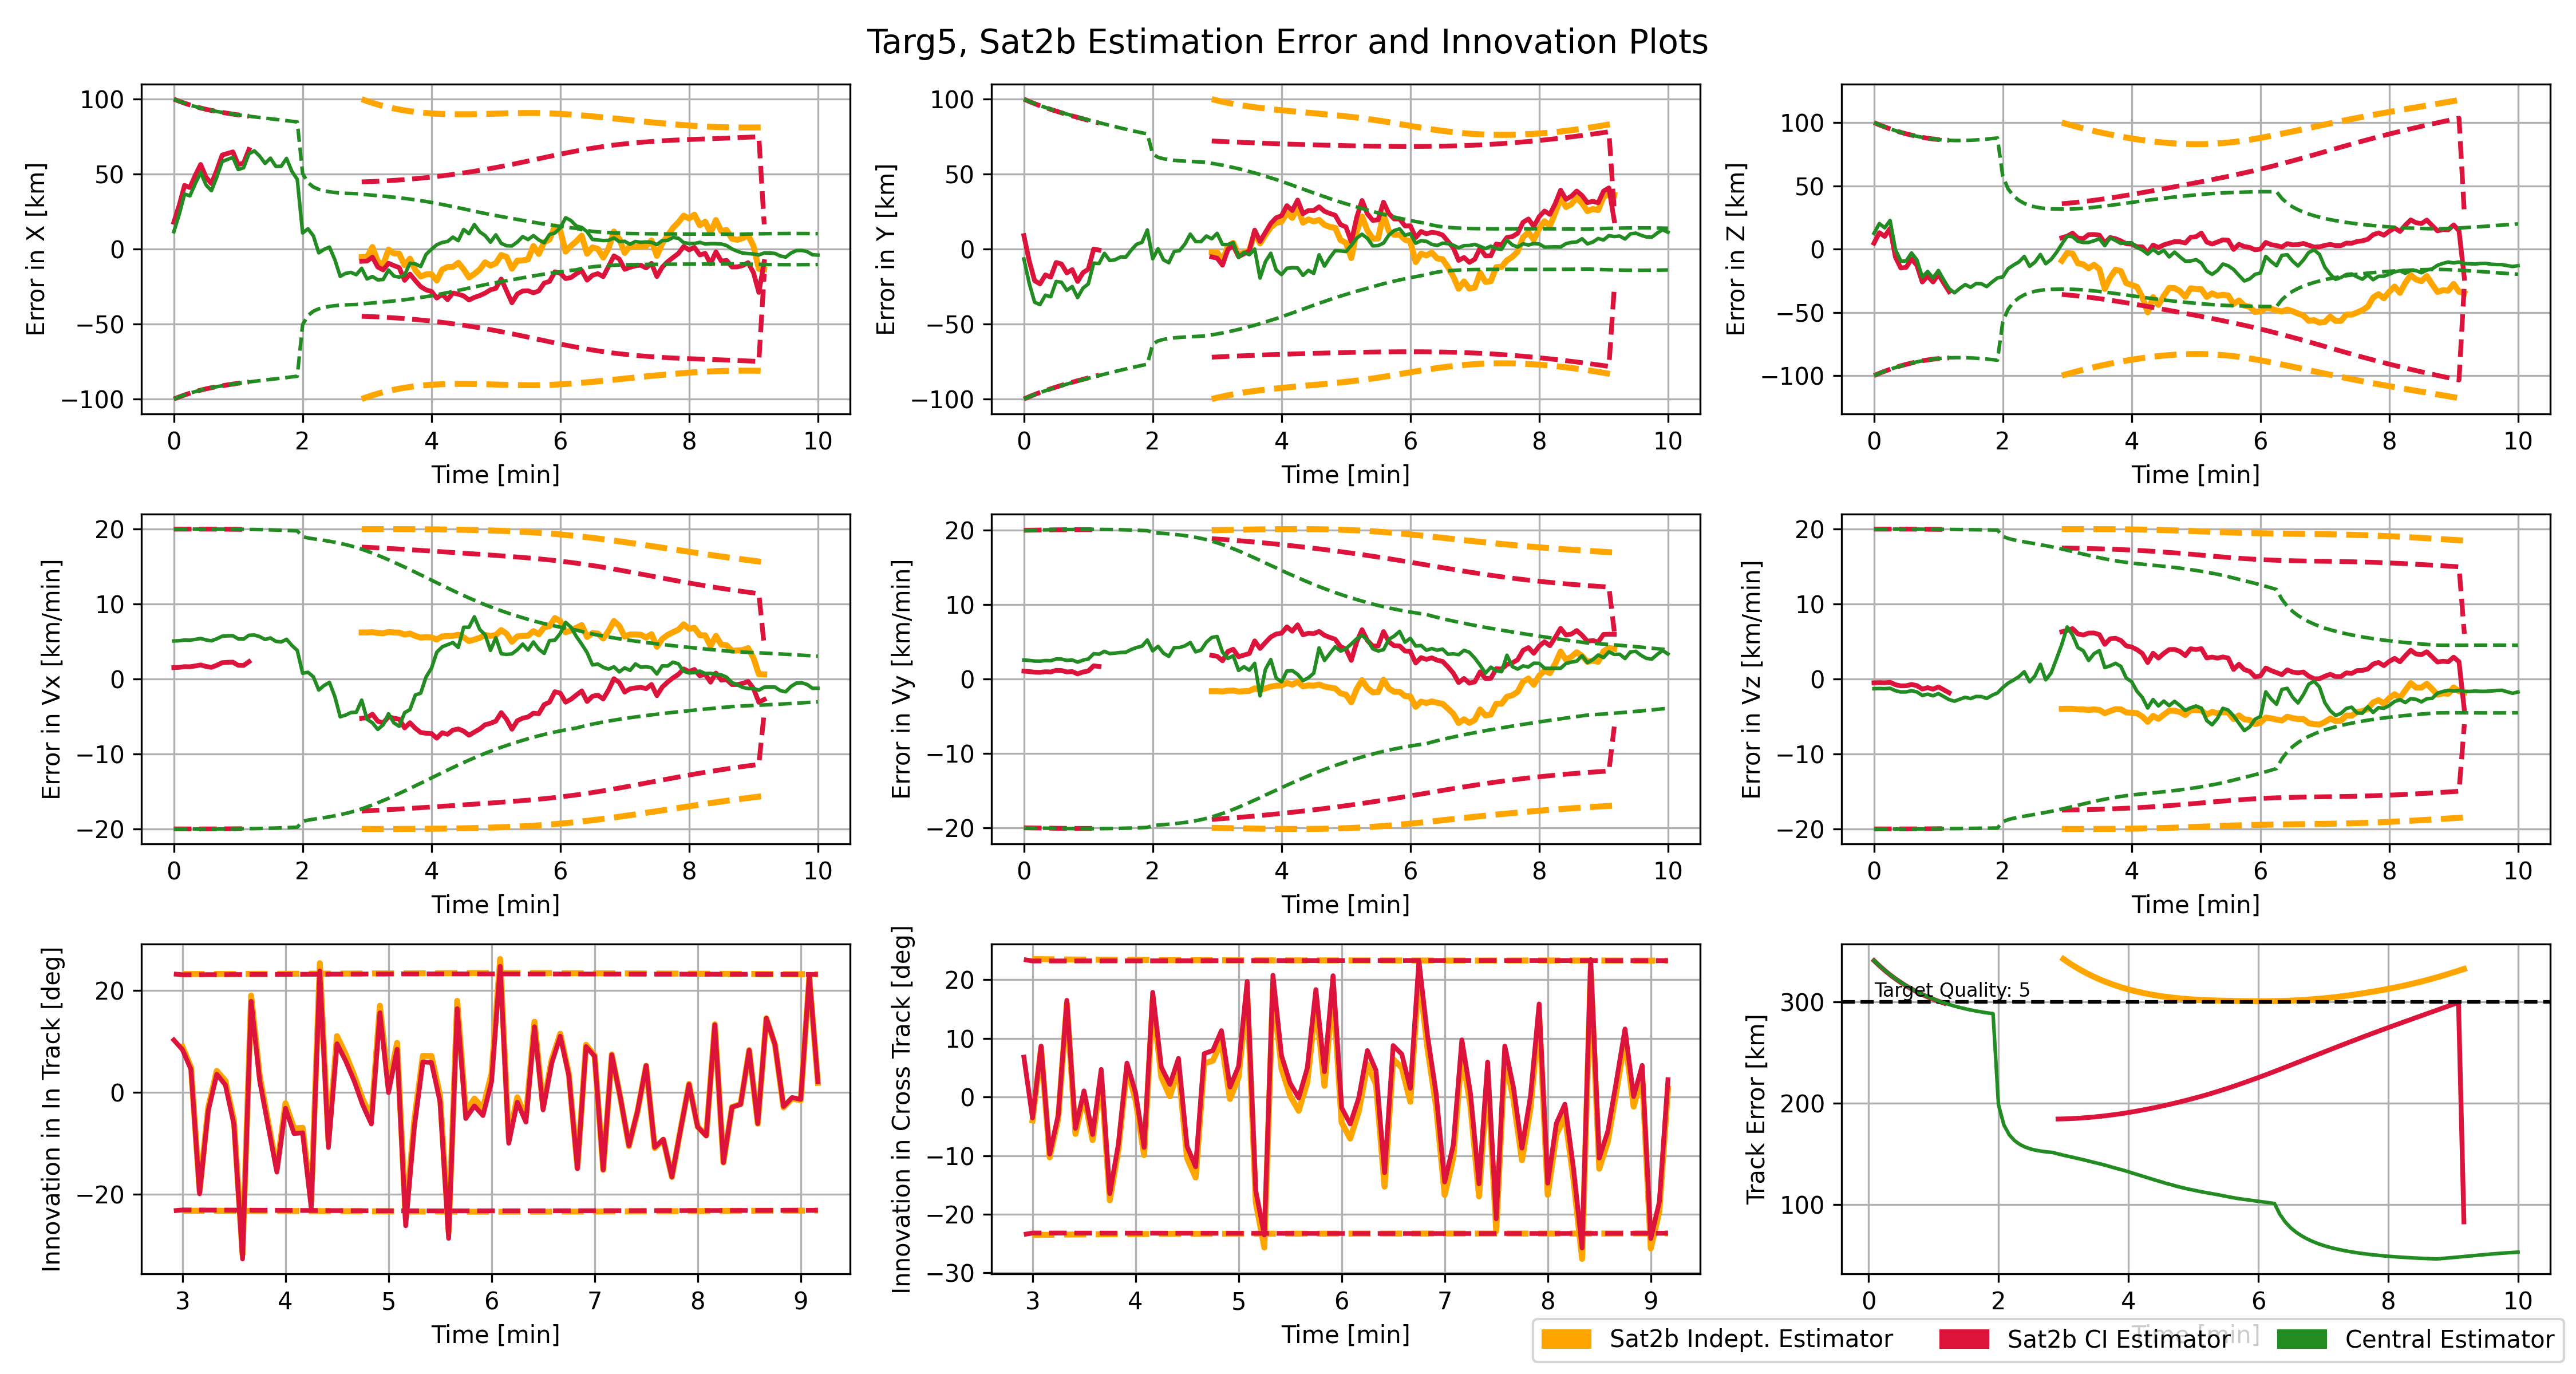 Targ5, Sat2b Estimation Error and Innovation Plots
Error in X [km]
100
50
0
−50
−100
0 2 4 6 8 10
Time [min]
Error in Y [km]
100
50
0
−50
−100
0 2 4 6 8 10
Time [min]
Error in Z [km]
100
50
0
−50
−100
0 2 4 6 8 10
Time [min]
Error in Vx [km/min]
20
10
0
−10
−20
0 2 4 6 8 10
Time [min]
Error in Vy [km/min]
20
10
0
−10
−20
0 2 4 6 8 10
Time [min]
Error in Vz [km/min]
20
10
0
−10
−20
0 2 4 6 8 10
Time [min]
Innovation in In Track [deg]
20
0
−20
3 4 5 6 7 8 9
Time [min]
Innovation in Cross Track [deg]
20
10
0
−10
−20
−30
3 4 5 6 7 8 9
Time [min]
Track Error [km]
Target Quality: 5
300
200
100
0 2 4 6 8 10
Time [min]
Sat2b Indept. Estimator Sat2b CI Estimator Central Estimator